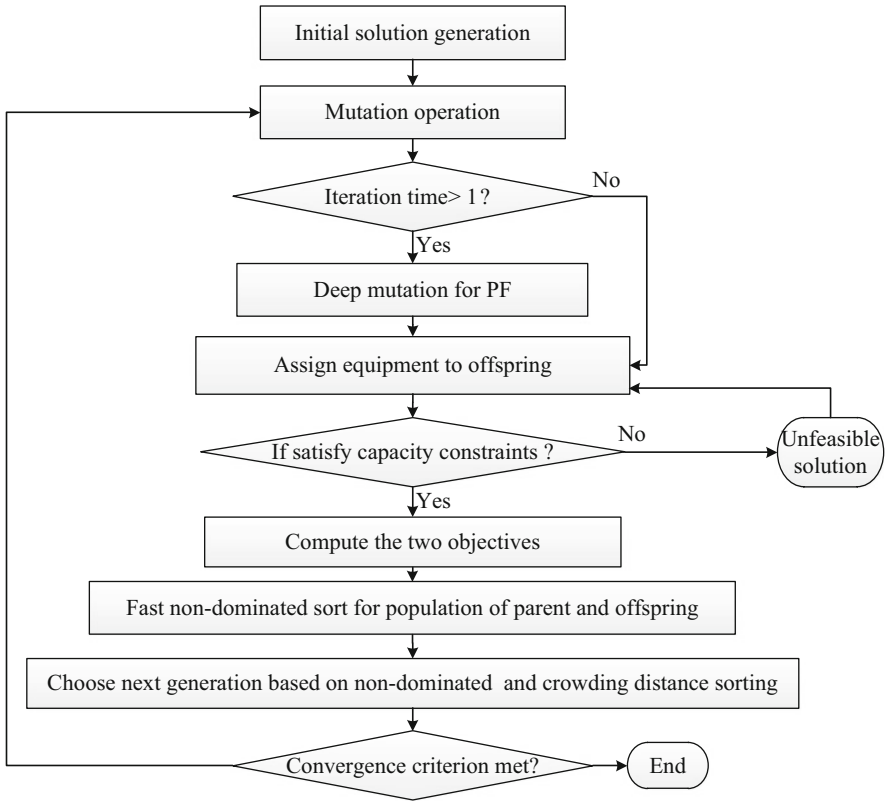 Initial solution generation
Mutation operation
Iteration time> 1?
No
Yes
Deep mutation for PF
Assign equipment to offspring
If satisfy capacity constraints ?
No
Unfeasible
solution
Yes
Compute the two objectives
Fast non-dominated sort for population of parent and offspring
Choose next generation based on non-dominated and crowding distance sorting
Convergence criterion met?
End